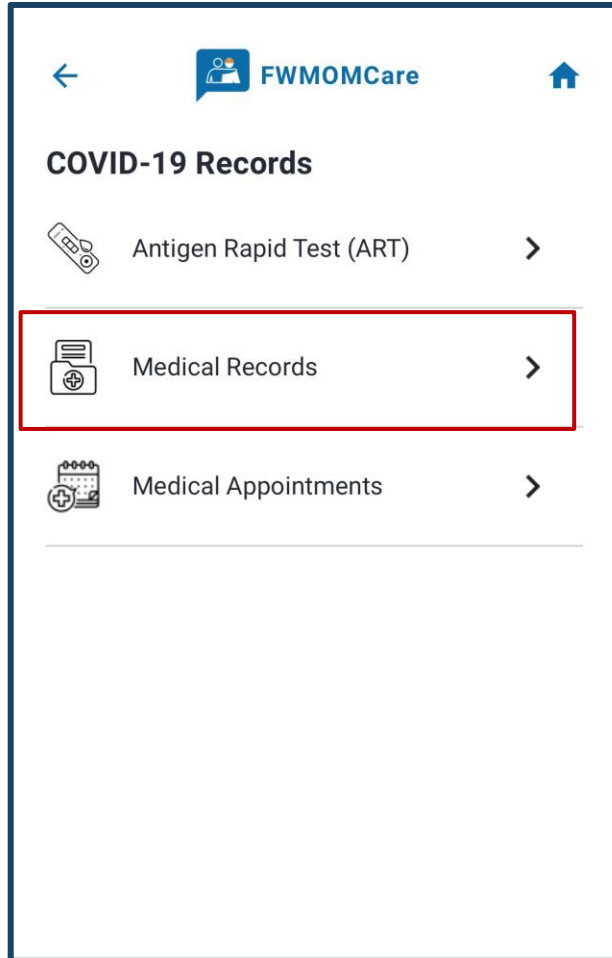 FWMOMCare
COVID-19 Records
Antigen Rapid Test (ART)
Medical Records
Medical Appointments